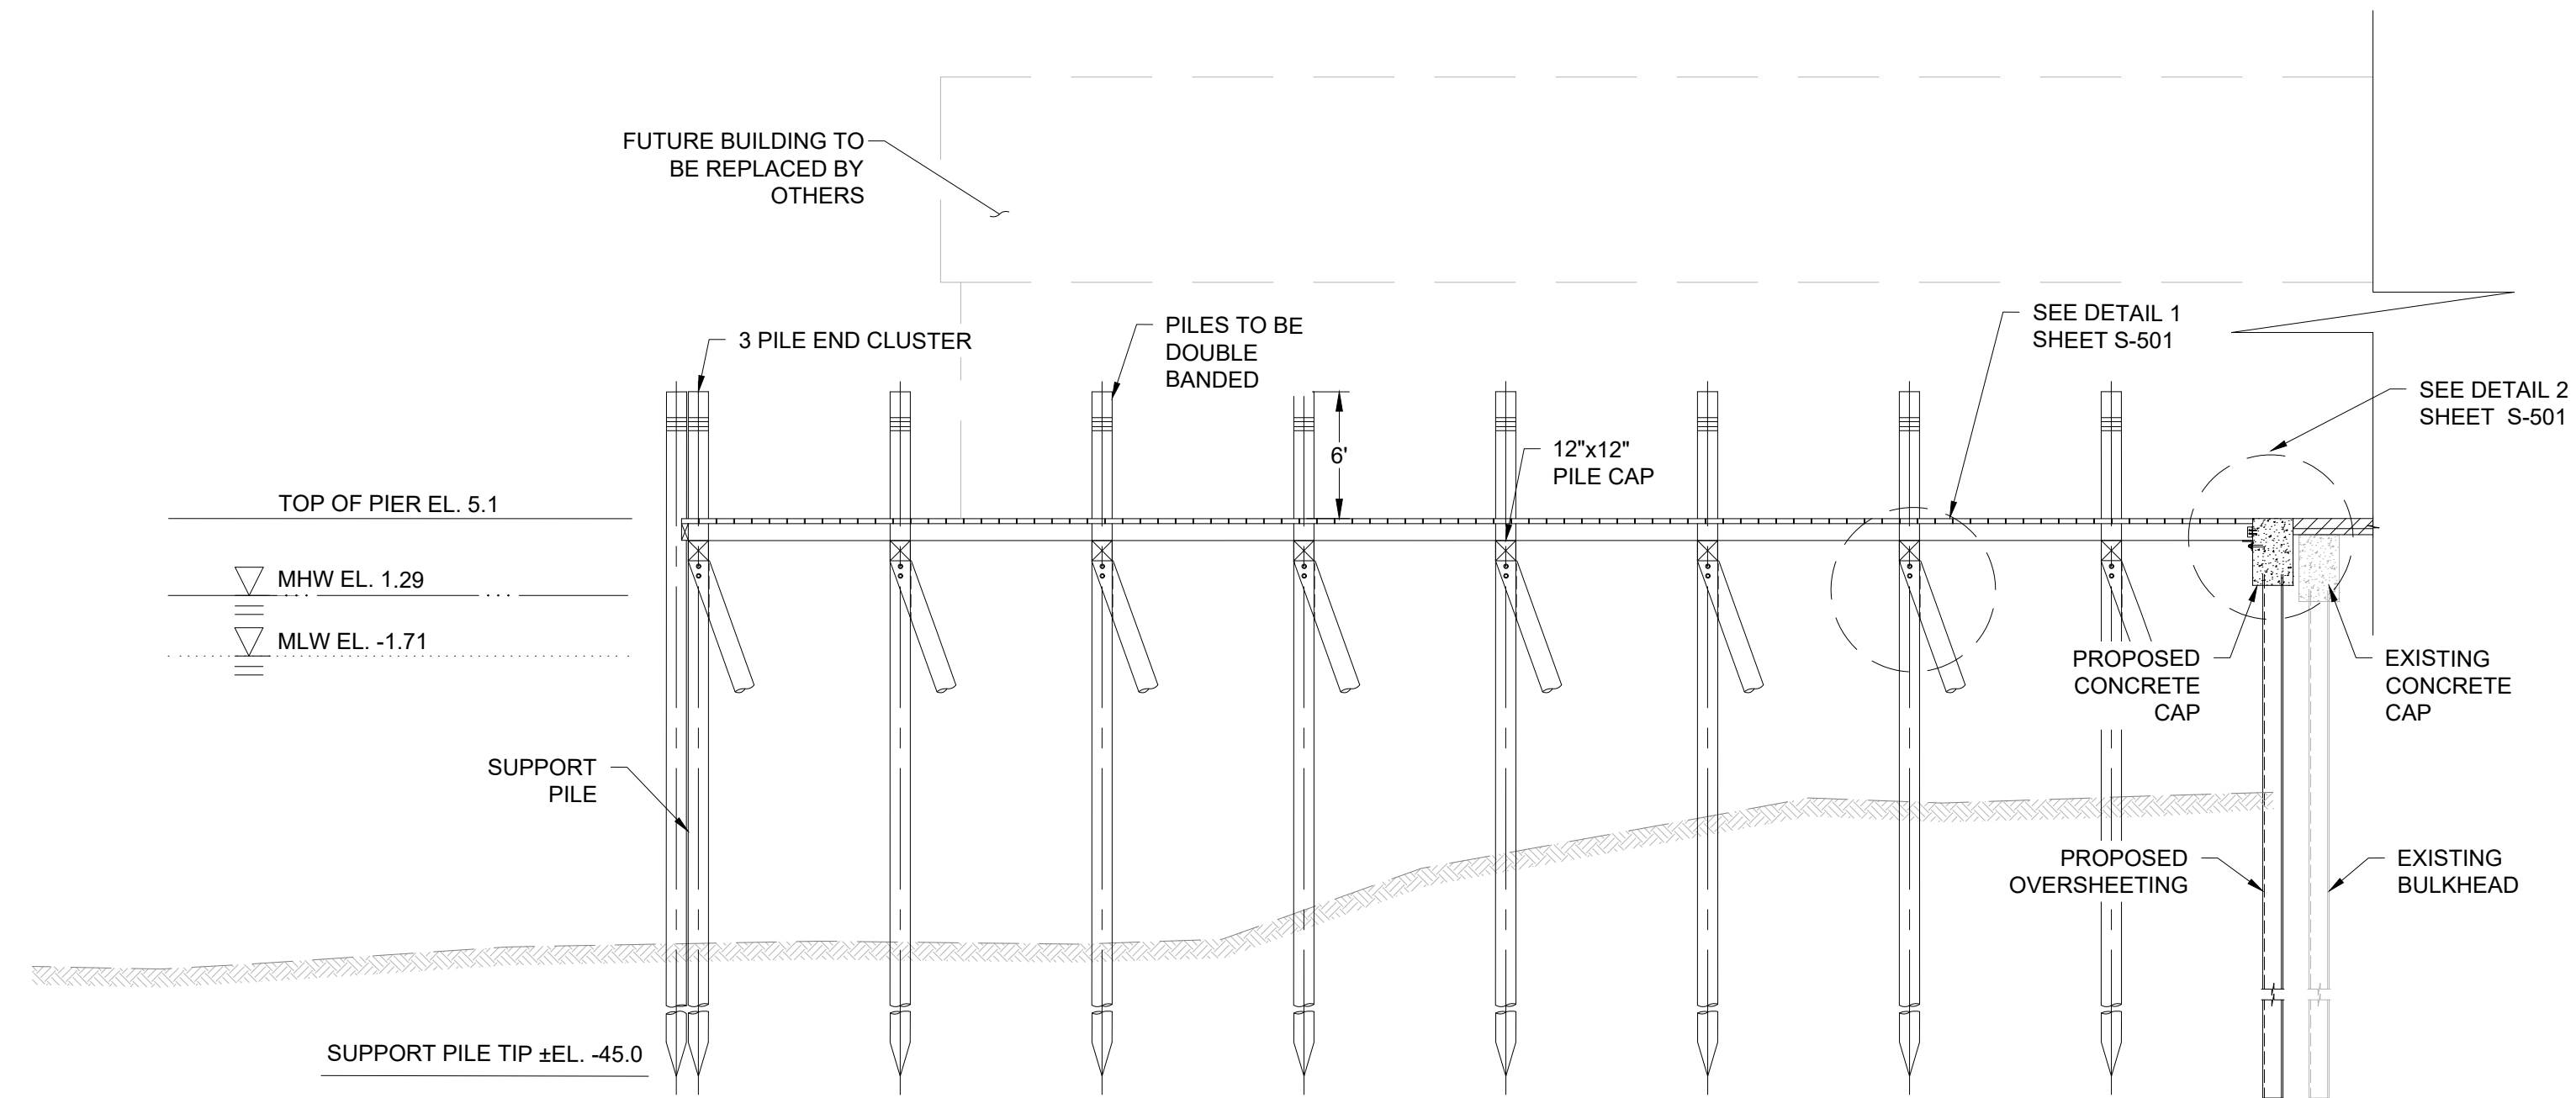 FUTURE BUILDING TO
BE REPLACED BY
OTHERS
3 PILE END CLUSTER
PILES TO BE
DOUBLE
BANDED
SEE DETAIL 1
SHEET S-501
SEE DETAIL 2
SHEET S-501
6'
12"x12"
PILE CAP
TOP OF PIER EL. 5.1
MHW EL. 1.29
MLW EL. -1.71
PROPOSED
CONCRETE
CAP
EXISTING
CONCRETE
CAP
SUPPORT
PILE
PROPOSED
OVERSHEETING
EXISTING
BULKHEAD
SUPPORT PILE TIP ±EL. -45.0